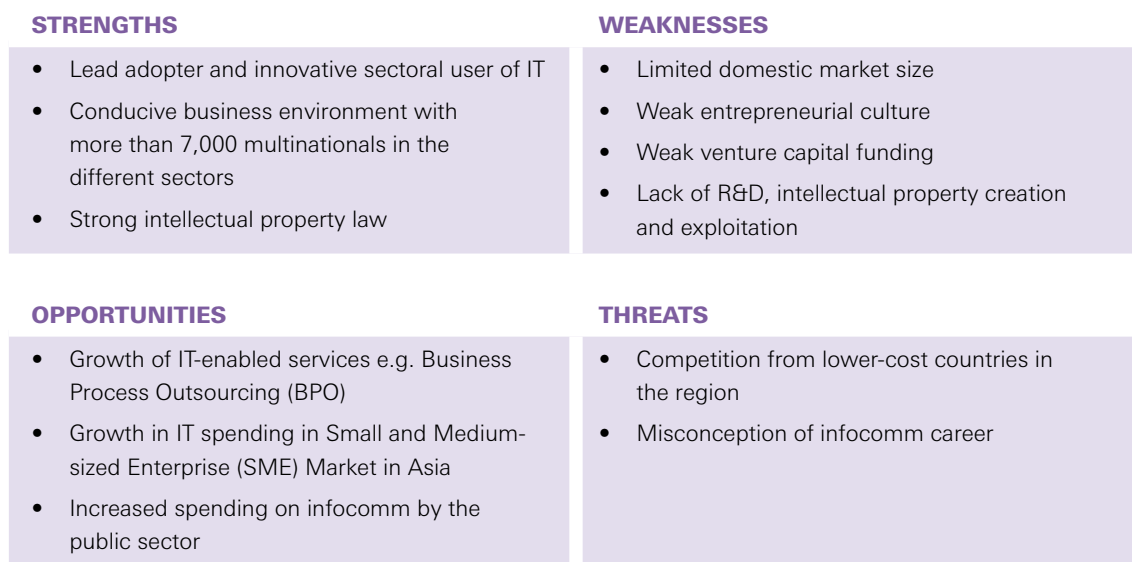 STRENGTHS
• Lead adopter and innovative sectoral user of IT
• Conducive business environment with
more than 7,000 multinationals in the
different sectors
• Strong intellectual property law
WEAKNESSES
• Limited domestic market size
• Weak entrepreneurial culture
• Weak venture capital funding
• Lack of R&D, intellectual property creation
and exploitation
OPPORTUNITIES
• Growth of IT-enabled services e.g. Business
Process Outsourcing (BPO)
• Growth in IT spending in Small and Medium-
sized Enterprise (SME) Market in Asia
• Increased spending on infocomm by the
public sector
THREATS
• Competition from lower-cost countries in
the region
• Misconception of infocomm career